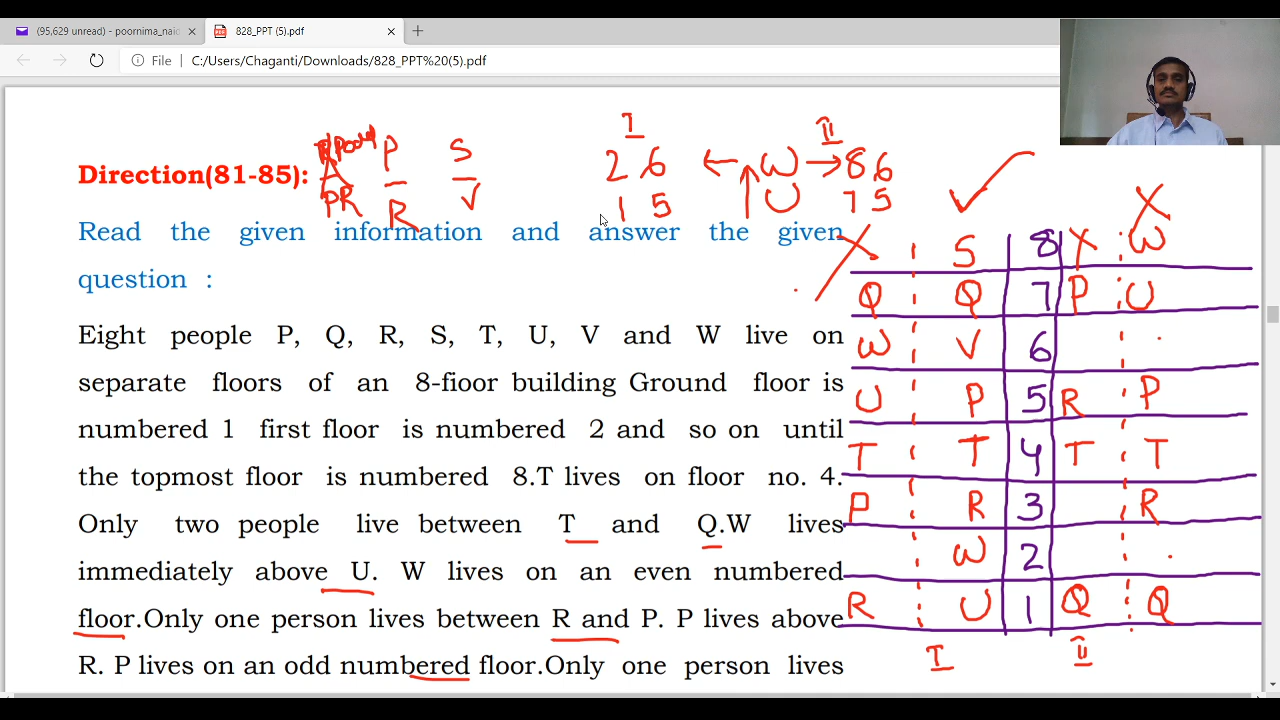 (95,629 unread) - poornima_naid
828_PPT (5).pdf
File | C:/Users/Chaganti/Downloads/828_PPT%20(5).pdf
Direction(81-85):
P S
R V
PR
I
2 6 ← W → 8 6
1 5 U 7 5
II
Read the given information and answer the given
question :
Eight people P, Q, R, S, T, U, V and W live on
separate floors of an 8-fioor building Ground floor is
numbered 1 first floor is numbered 2 and so on until
the topmost floor is numbered 8.T lives on floor no. 4.
Only two people live between T and Q.W lives
immediately above U. W lives on an even numbered
floor.Only one person lives between R and P. P lives above
R. P lives on an odd numbered floor.Only one person lives
S 8 X W
Q Q 7 P U
W V 6
U P 5 R P
T T 4 T T
P R 3 R
W 2
R U 1 Q Q
I II